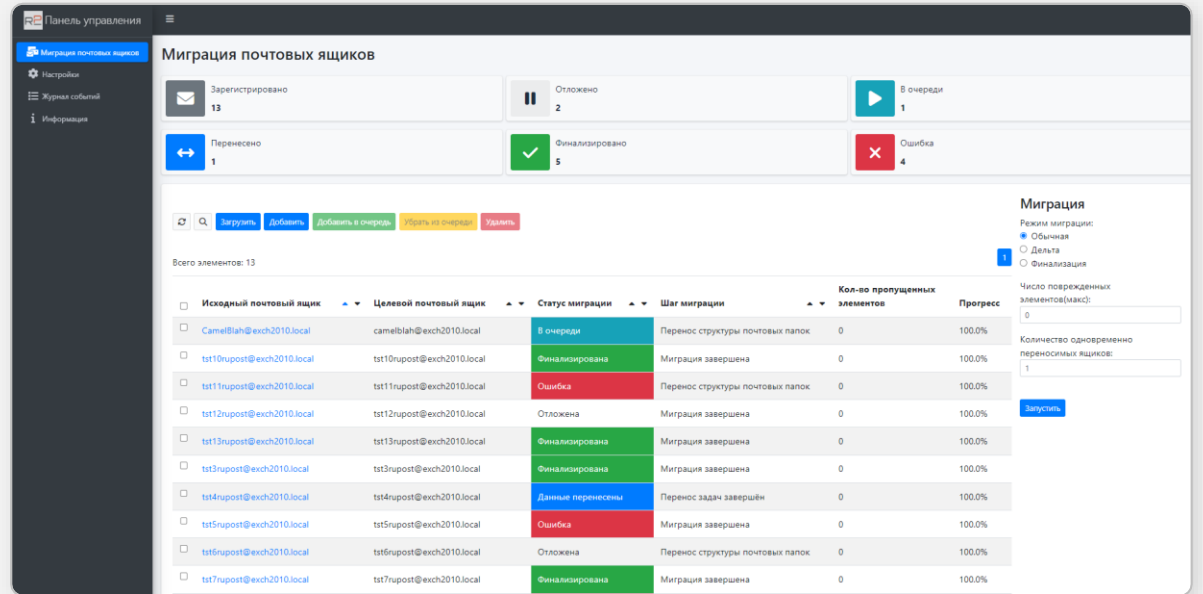 R2 Панель управления
Миграция почтовых ящиков
Настройки
Журнал событий
Информация
Миграция почтовых ящиков
Зарегистрировано
13
Отложено
2
В очереди
1
Перенесено
1
Финализировано
5
Ошибка
4
Загрузить Добавить Добавить в очередь Убрать из очереди Удалить
Всего элементов: 13
1
Исходный почтовый ящик Целевой почтовый ящик Статус миграции Шаг миграции Кол-во пропущенных элементов Прогресс
CamelBlah@exch2010.local camelblah@exch2010.local В очереди Перенос структуры почтовых папок 0 100.0%
tst10rupost@exch2010.local tst10rupost@exch2010.local Финализирована Миграция завершена 0 100.0%
tst11rupost@exch2010.local tst11rupost@exch2010.local Ошибка Перенос структуры почтовых папок 0 100.0%
tst12rupost@exch2010.local tst12rupost@exch2010.local Отложена Миграция завершена 0 100.0%
tst13rupost@exch2010.local tst13rupost@exch2010.local Финализирована Миграция завершена 0 100.0%
tst3rupost@exch2010.local tst3rupost@exch2010.local Финализирована Миграция завершена 0 100.0%
tst4rupost@exch2010.local tst4rupost@exch2010.local Данные перенесены Перенос задач завершён 0 100.0%
tst5rupost@exch2010.local tst5rupost@exch2010.local Ошибка Миграция завершена 0 100.0%
tst6rupost@exch2010.local tst6rupost@exch2010.local Отложена Перенос структуры почтовых папок 0 100.0%
tst7rupost@exch2010.local tst7rupost@exch2010.local Финализирована Миграция завершена 0 100.0%
Миграция
Режим миграции:
Обычная
Дельта
Финализация
Число поврежденных
элементов(макс):
0
Количество одновременно
переносимых ящиков:
1
Запустить